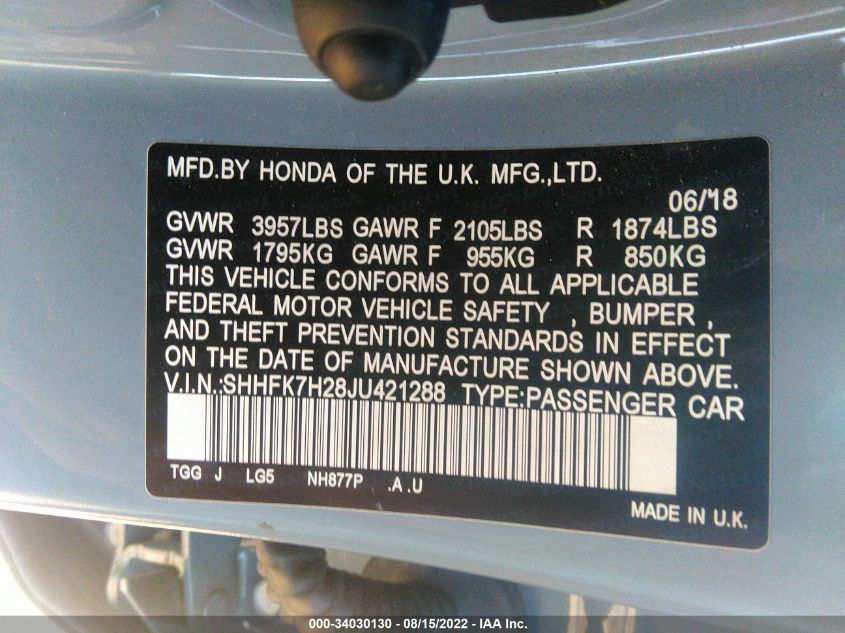 MFD.BY HONDA OF THE U.K. MFG.,LTD.
06/'18
GVWR 3957LBS GAWR F 2105LBS R 1874LBS
GVWR 1795KG GAWR F 955KG R 850KG
THIS VEHICLE CONFORMS TO ALL APPLICABLE
FEDERAL MOTOR VEHICLE SAFETY , BUMPER ,
AND THEFT PREVENTION STANDARDS IN EFFECT
ON THE DATE OF MANUFACTURE SHOWN ABOVE.
V.I.N.:SHHFK7H28JU421288 TYPE:PASSENGER CAR
TGG J LG5 NH877P .A .U
MADE IN U.K.
000-34030130 - 08/15/2022 - IAA Inc.